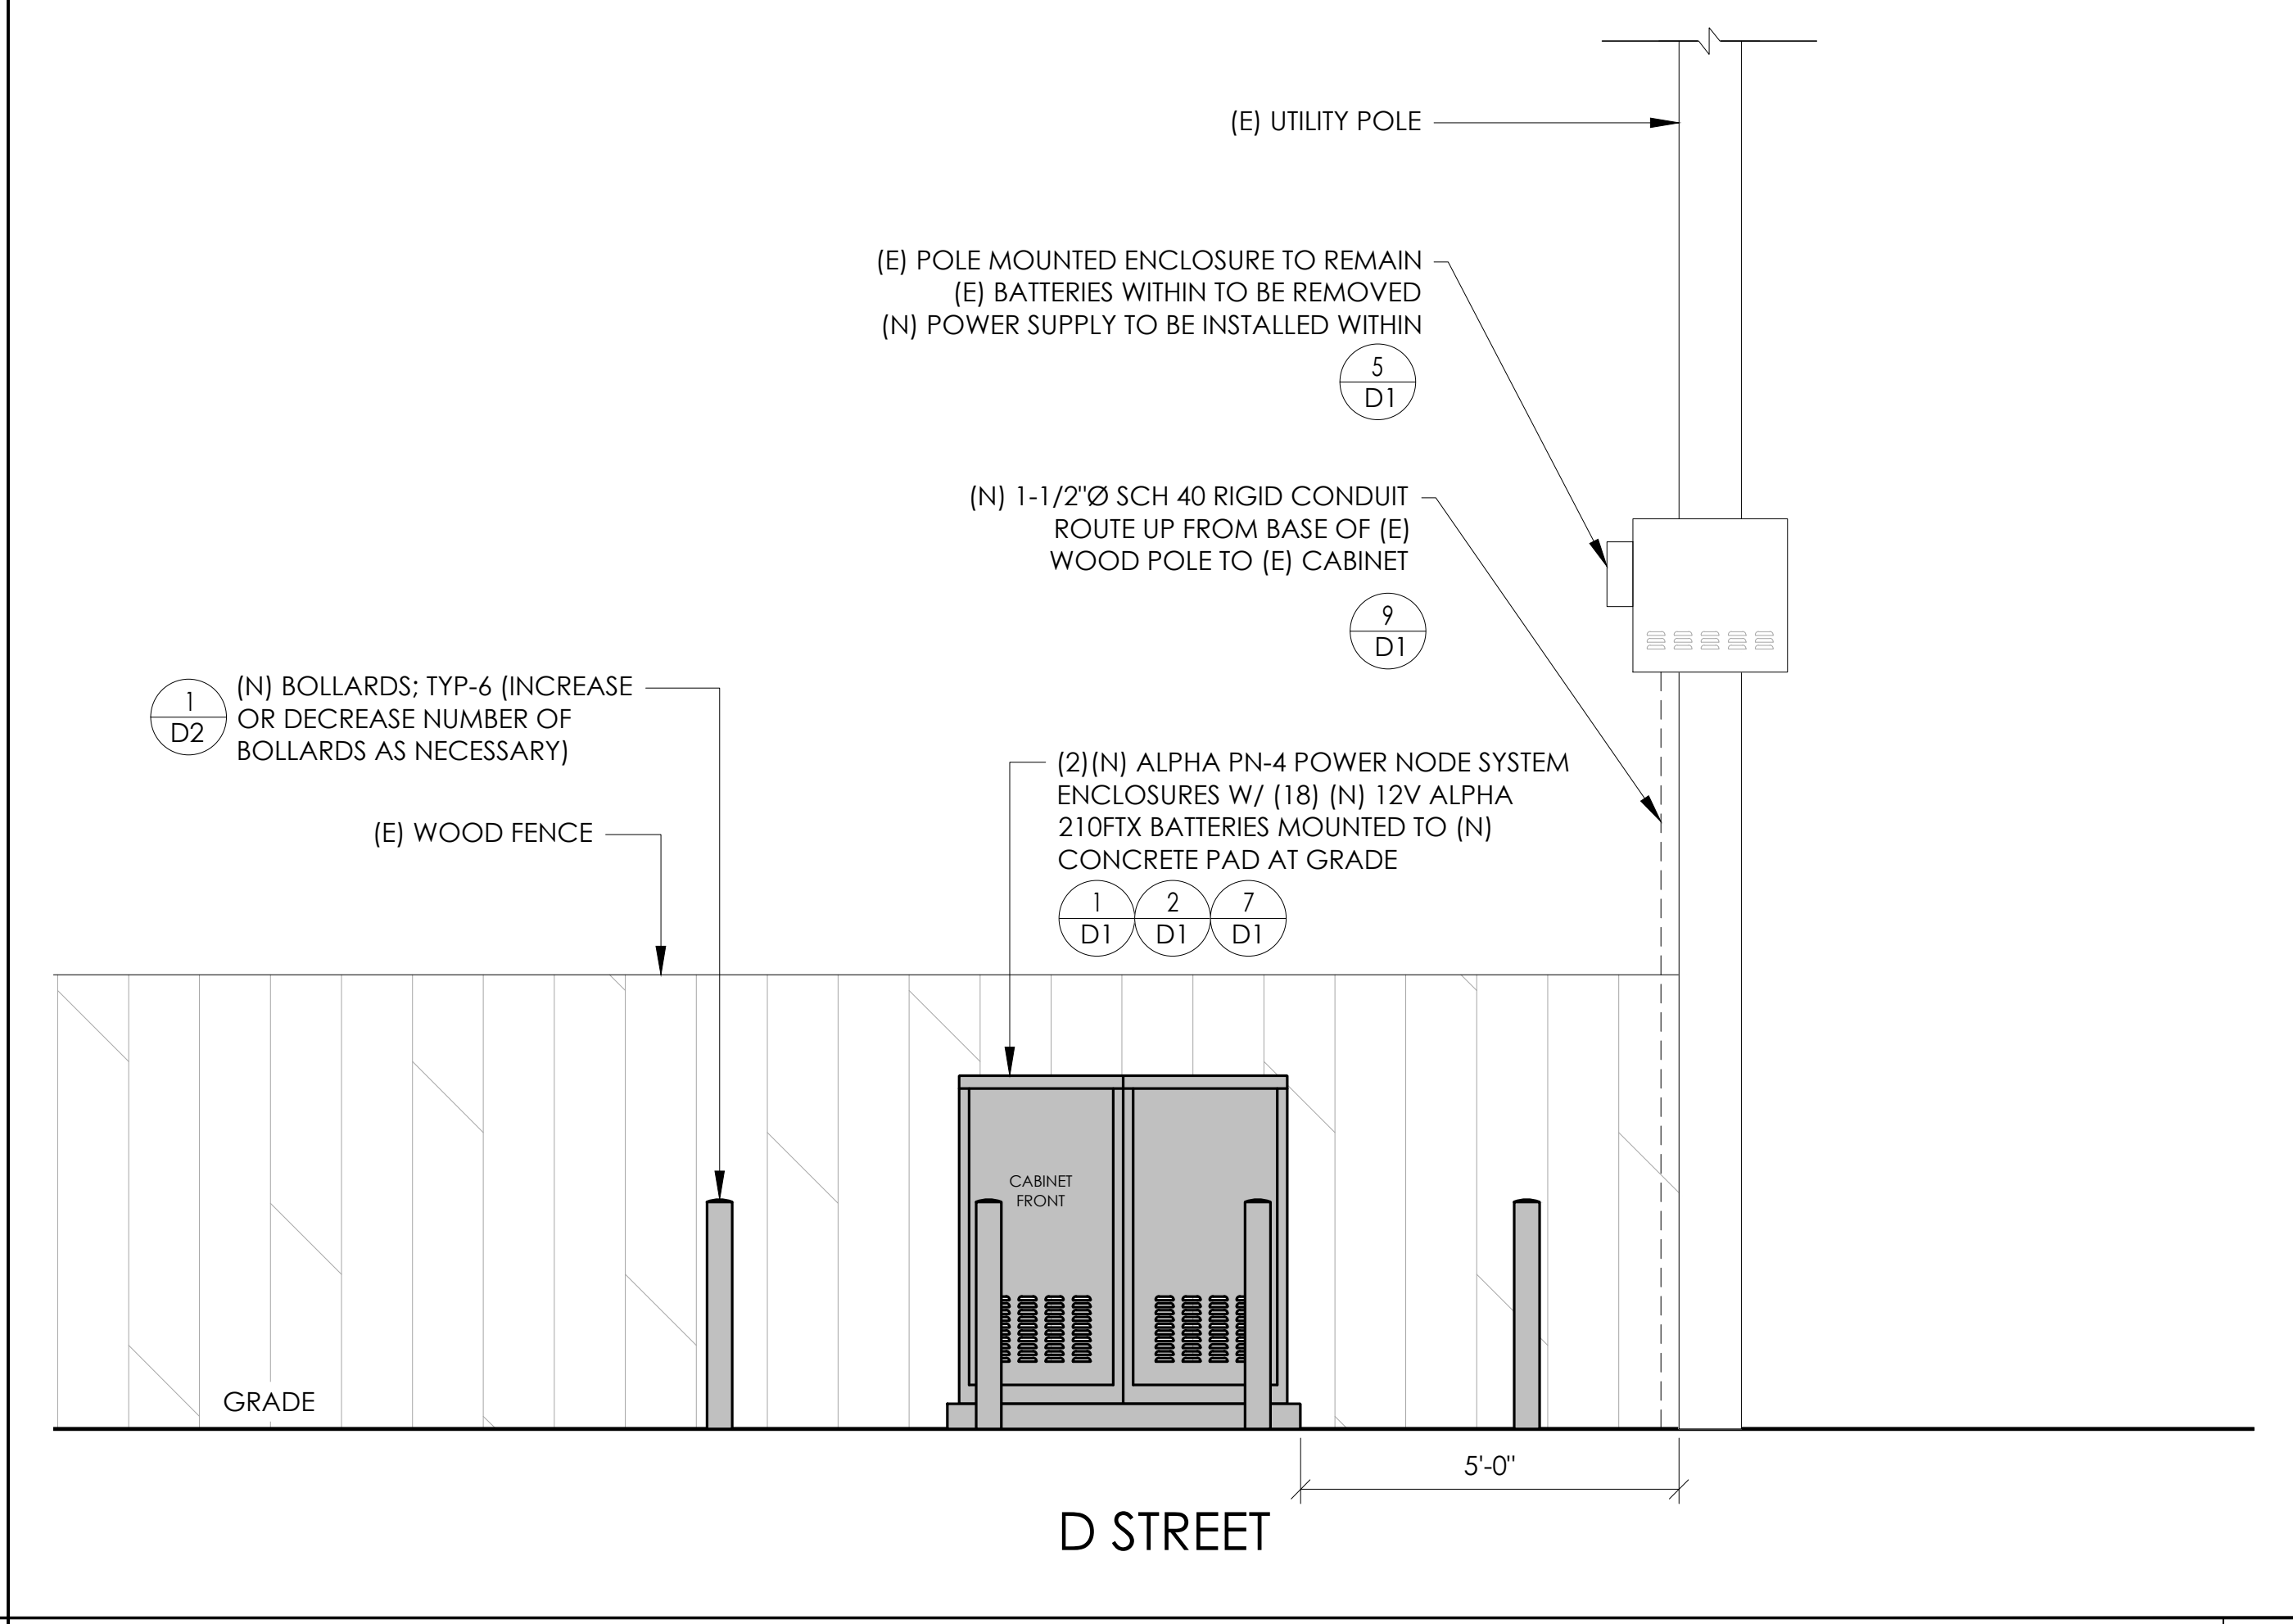 (E) UTILITY POLE
(E) POLE MOUNTED ENCLOSURE TO REMAIN
(E) BATTERIES WITHIN TO BE REMOVED
(N) POWER SUPPLY TO BE INSTALLED WITHIN
5
D1
(N) 1-1/2"Ø SCH 40 RIGID CONDUIT
ROUTE UP FROM BASE OF (E)
WOOD POLE TO (E) CABINET
9
D1
1
D2
(N) BOLLARDS; TYP-6 (INCREASE
OR DECREASE NUMBER OF
BOLLARDS AS NECESSARY)
(E) WOOD FENCE
(2)(N) ALPHA PN-4 POWER NODE SYSTEM
ENCLOSURES W/ (18) (N) 12V ALPHA
210FTX BATTERIES MOUNTED TO (N)
CONCRETE PAD AT GRADE
1 2 7
D1 D1 D1
CABINET
FRONT
GRADE
5'-0"
D STREET